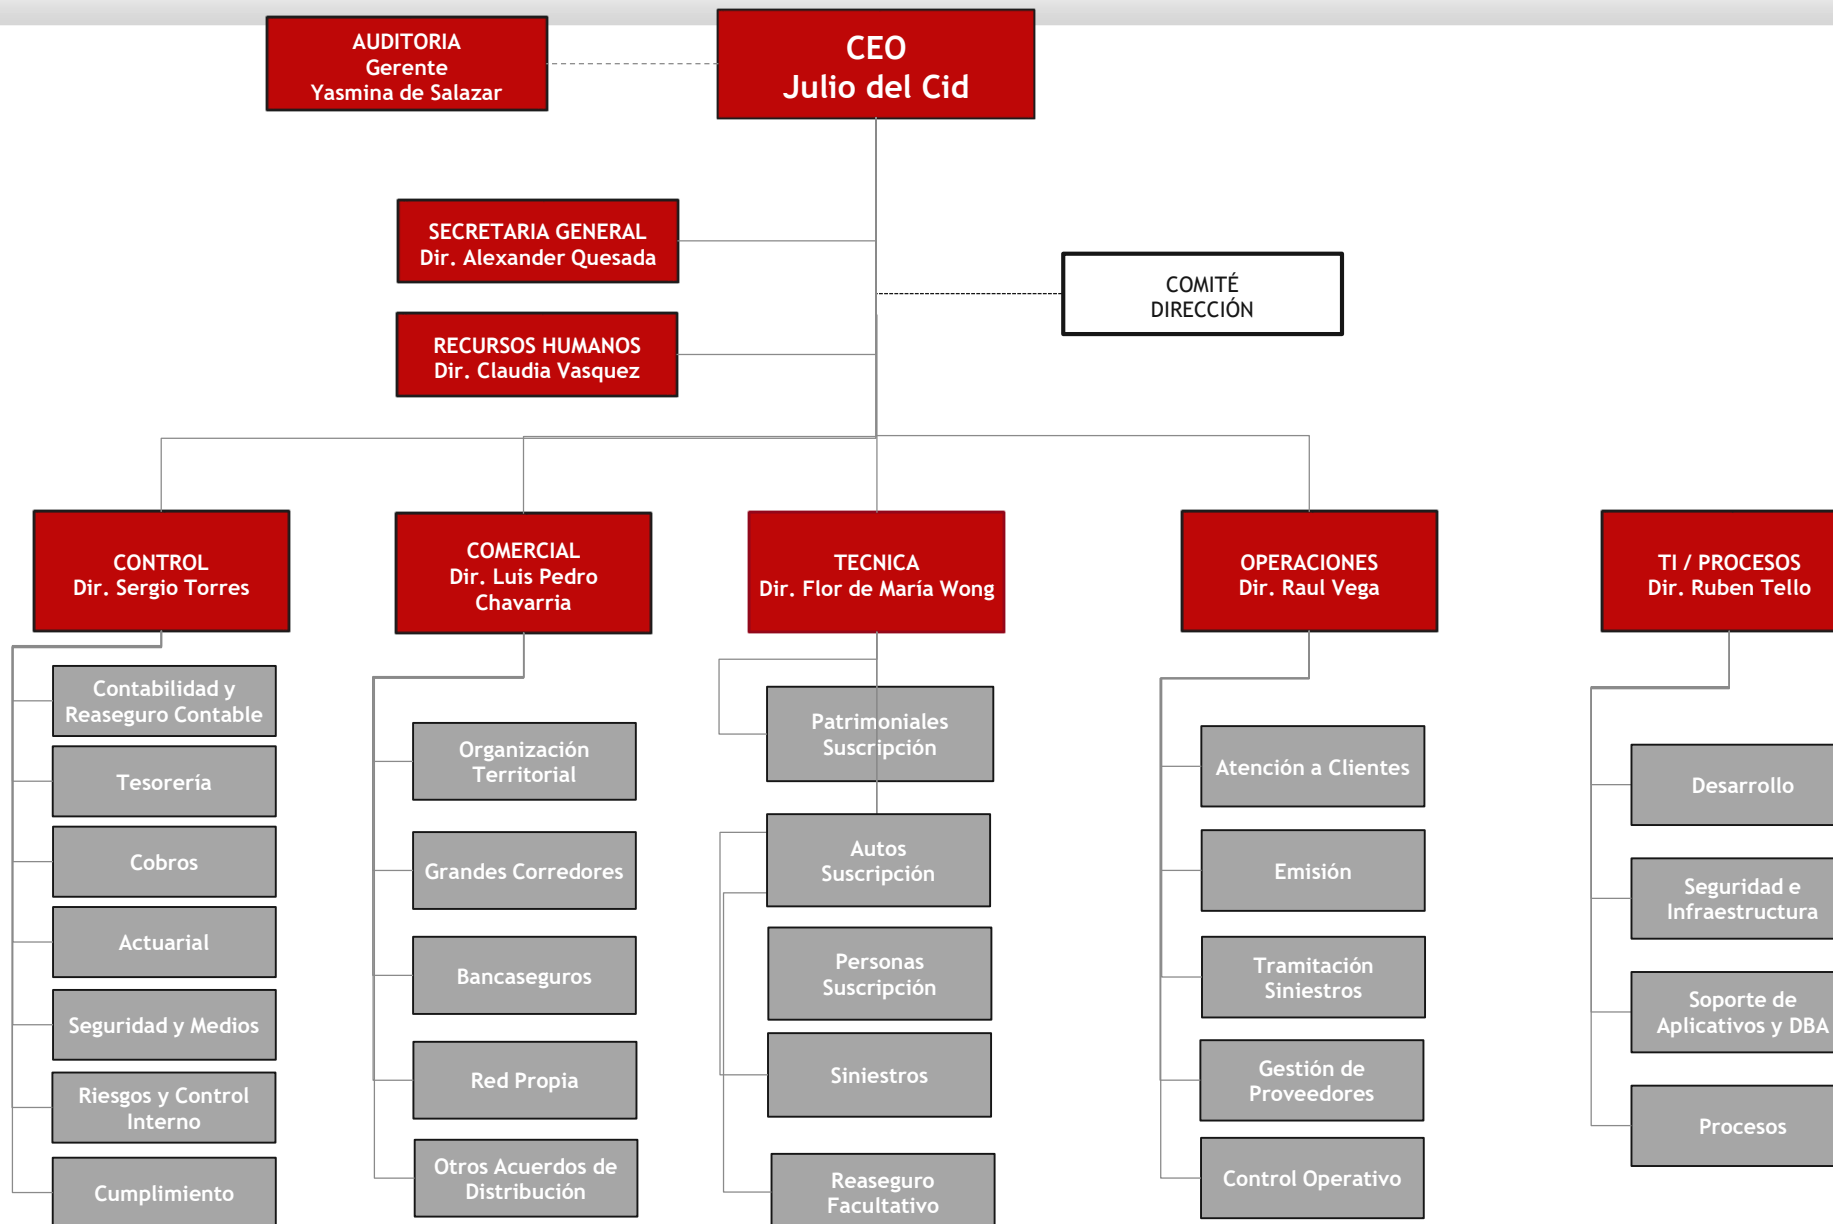 AUDITORIA
Gerente
Yasmina de Salazar
CEO
Julio del Cid
SECRETARIA GENERAL
Dir. Alexander Quesada
COMITÉ
DIRECCIÓN
RECURSOS HUMANOS
Dir. Claudia Vasquez
CONTROL
Dir. Sergio Torres
Contabilidad y
Reaseguro Contable
Tesorería
Cobros
Actuarial
Seguridad y Medios
Riesgos y Control
Interno
Cumplimiento
COMERCIAL
Dir. Luis Pedro
Chavarria
Organización
Territorial
Grandes Corredores
Bancaseguros
Red Propia
Otros Acuerdos de
Distribución
TECNICA
Dir. Flor de María Wong
Patrimoniales
Suscripción
Autos
Suscripción
Personas
Suscripción
Siniestros
Reaseguro
Facultativo
OPERACIONES
Dir. Raul Vega
Atención a Clientes
Emisión
Tramitación
Siniestros
Gestión de
Proveedores
Control Operativo
TI / PROCESOS
Dir. Ruben Tello
Desarrollo
Seguridad e
Infraestructura
Soporte de
Aplicativos y DBA
Procesos